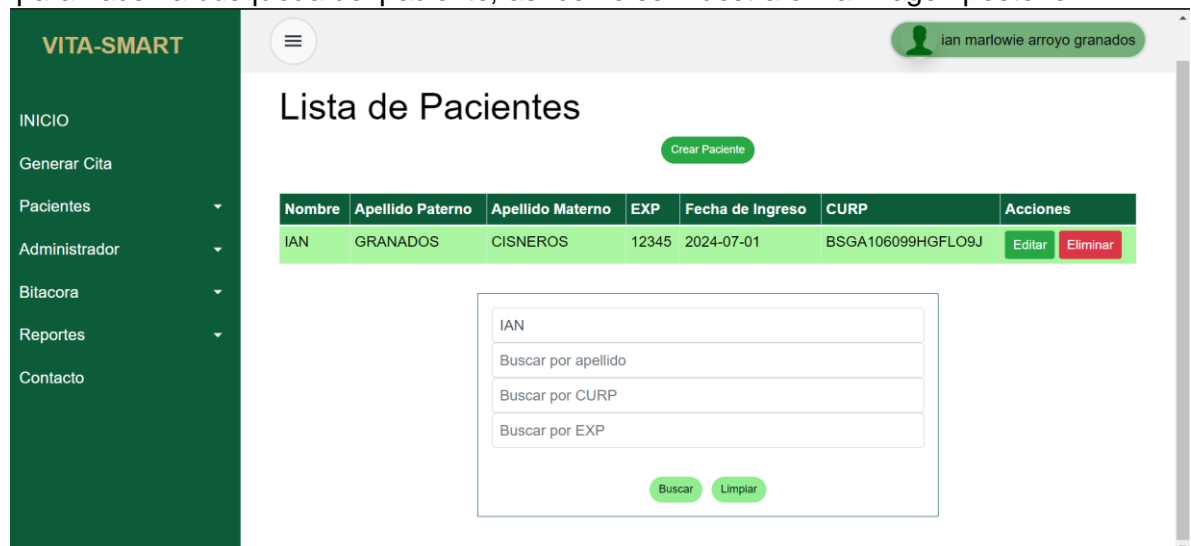 VITA-SMART
ian marlowie arroyo granados
INICIO
Generar Cita
Pacientes
Administrador
Bitacora
Reportes
Contacto
Lista de Pacientes
Crear Paciente
Nombre Apellido Paterno Apellido Materno EXP Fecha de Ingreso CURP Acciones
IAN GRANADOS CISNEROS 12345 2024-07-01 BSGA106099HGFLO9J Editar Eliminar
IAN
Buscar por apellido
Buscar por CURP
Buscar por EXP
Buscar Limpiar